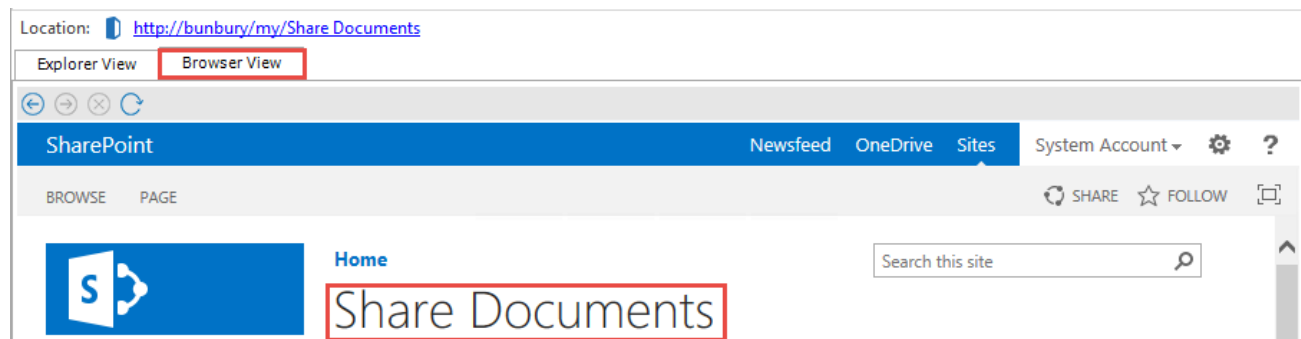 Location: http://bunbury/my/Share Documents
Explorer View Browser View
SharePoint Newsfeed OneDrive Sites System Account ?
BROWSE PAGE SHARE FOLLOW
Home Search this site
S
Share Documents